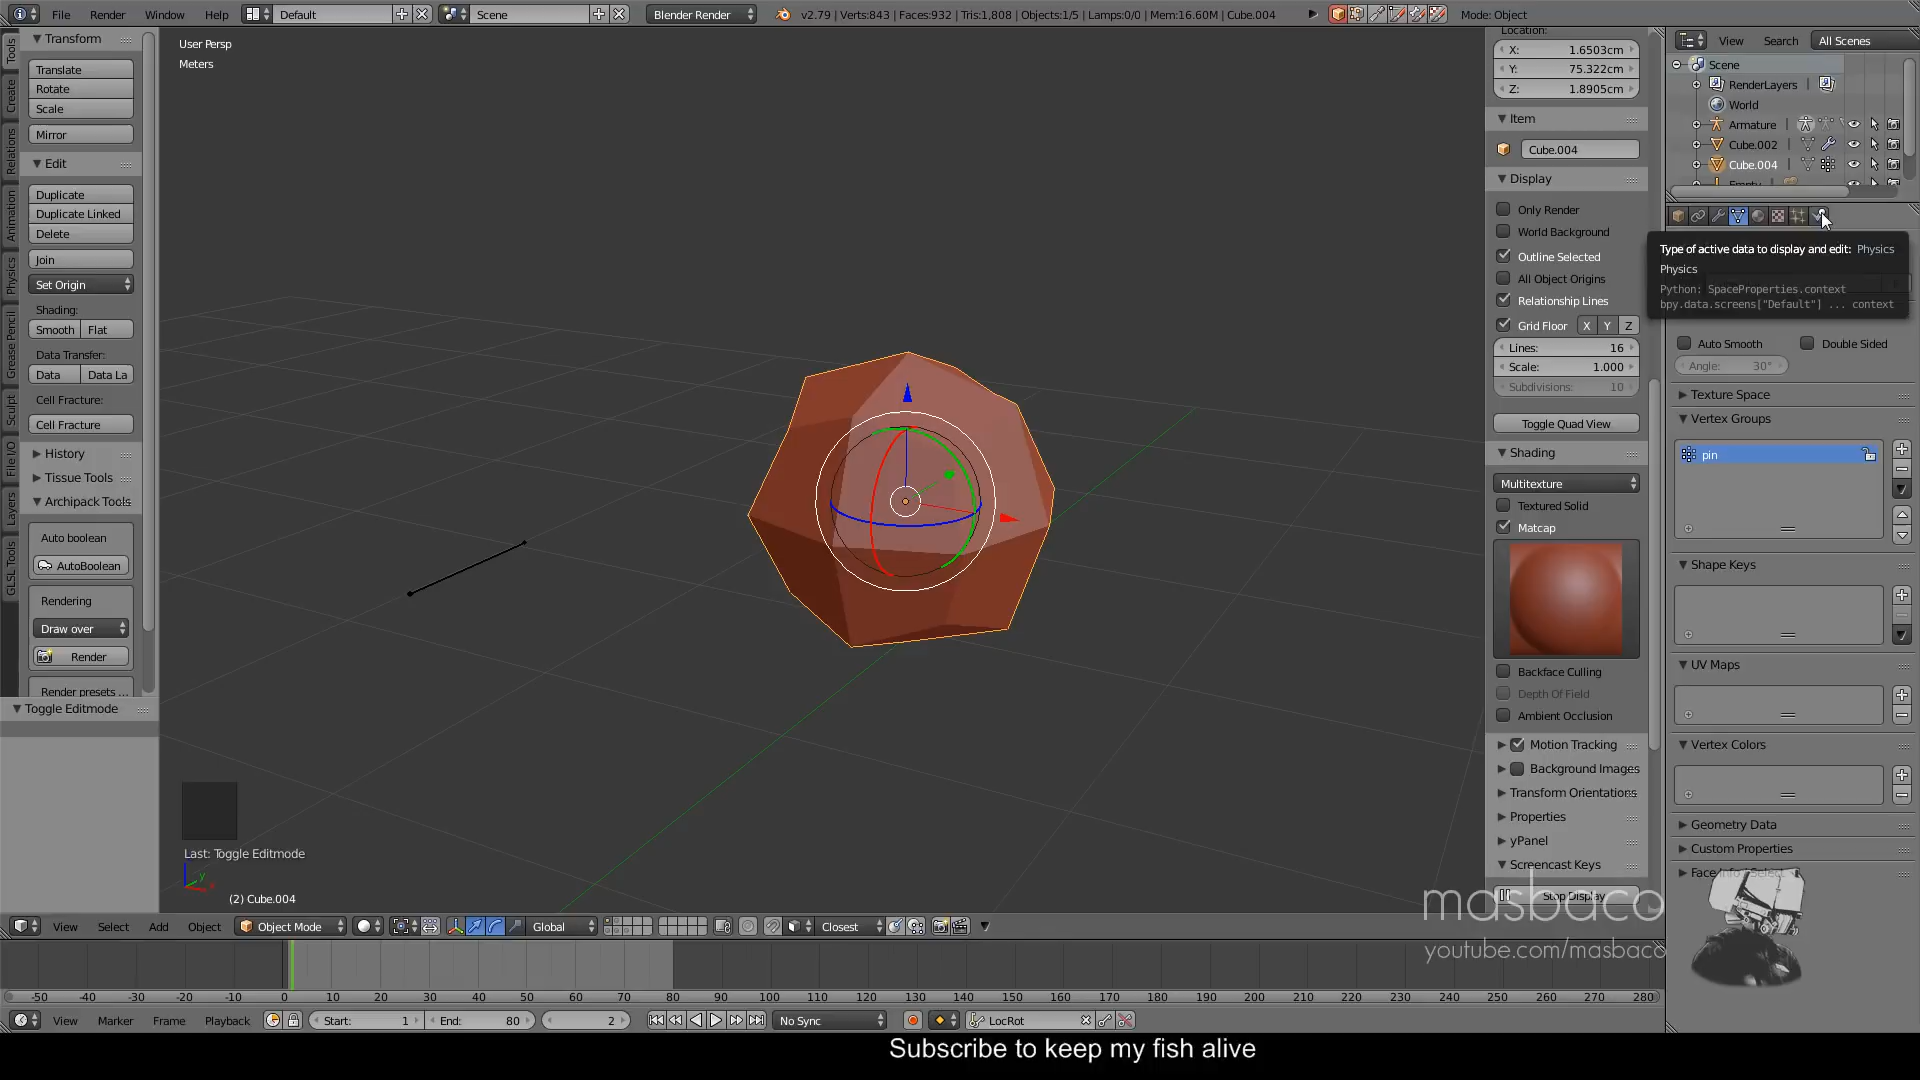 File Render Window Help Default Scene Blender Render v2.79 | Verts:843 | Faces:932 | Tris:1,808 | Objects:1/5 | Lamps:0/0 | Mem:16.60M | Cube.004 Mode: Object
Tools
Create
Relations
Animation
Physics
Grease Pencil
Sculpt
File I/O
Layers
GLSL Tools
Transform
Translate
Rotate
Scale
Mirror
Edit
Duplicate
Duplicate Linked
Delete
Join
Set Origin
Shading:
Smooth Flat
Data Transfer:
Data Data La
Cell Fracture:
Cell Fracture
History
Tissue Tools
Archipack Tools
Auto boolean
AutoBoolean
Rendering
Draw over
Render
Render presets ...
Toggle Editmode
User Persp
Meters
Last: Toggle Editmode
(2) Cube.004
Location:
X: 1.6503cm
Y: 75.322cm
Z: 1.8905cm
Item
Cube.004
Display
Only Render
World Background
Outline Selected
All Object Origins
Relationship Lines
Grid Floor X Y Z
Lines: 16
Scale: 1.000
Subdivisions: 10
Toggle Quad View
Shading
Multitexture
Textured Solid
Matcap
Backface Culling
Depth Of Field
Ambient Occlusion
Motion Tracking
Background Images
Transform Orientations
Properties
yPanel
Screencast Keys
Stop Display
View Search All Scenes
Scene
RenderLayers
World
Armature
Cube.002
Cube.004
Empty
Type of active data to display and edit: Physics
Physics
Python: SpaceProperties.context
bpy.data.screens["Default"] ... context
Auto Smooth Double Sided
Angle: 30°
Texture Space
Vertex Groups
pin
Shape Keys
UV Maps
Vertex Colors
Geometry Data
Custom Properties
masbaco
youtube.com/masbaco
View Select Add Object Object Mode Global Closest
-50 -40 -30 -20 -10 0 10 20 30 40 50 60 70 80 90 100 110 120 130 140 150 160 170 180 190 200 210 220 230 240 250 260 270 280
View Marker Frame Playback Start: 1 End: 80 2 No Sync LocRot
Subscribe to keep my fish alive